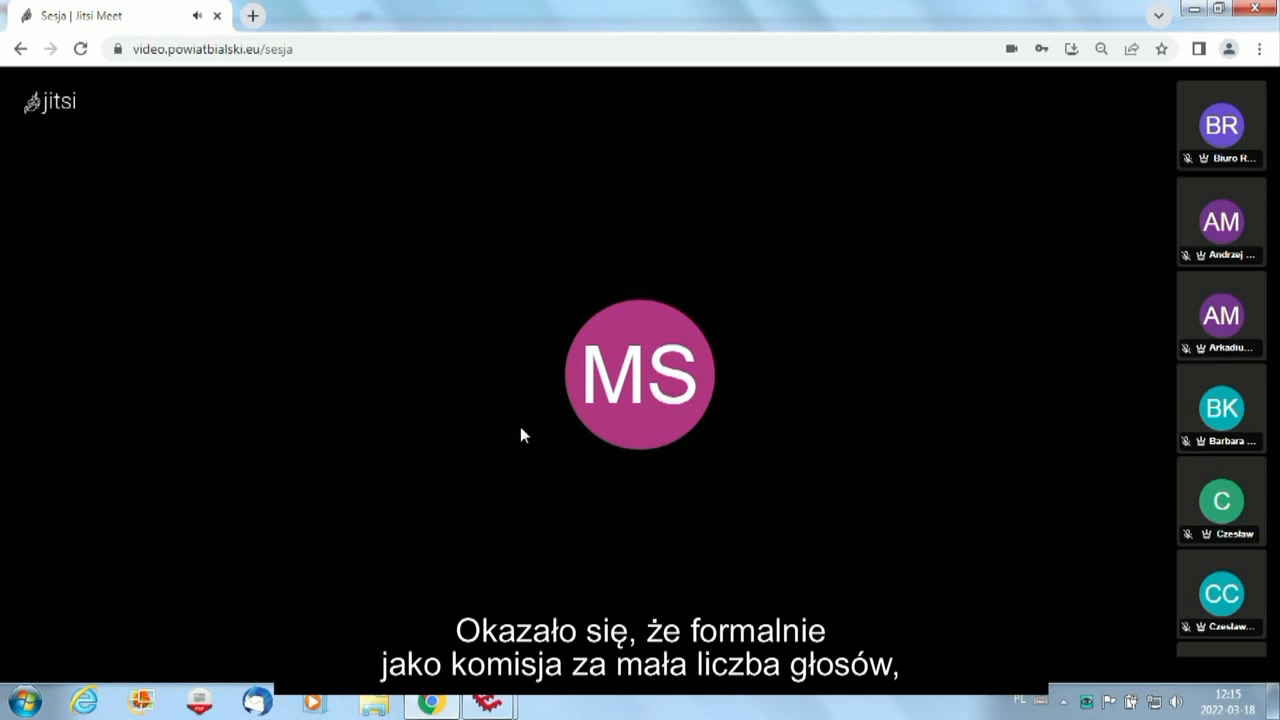 Sesja | Jitsi Meet
video.powiatbialski.eu/sesja
jitsi
BR
Biuro R...
AM
Andrzej ...
AM
Arkadiu...
BK
Barbara ...
C
Czesław
CC
Czesław...
MS
Okazało się, że formalnie
jako komisja za mała liczba głosów,
PL
12:15
2022-03-18